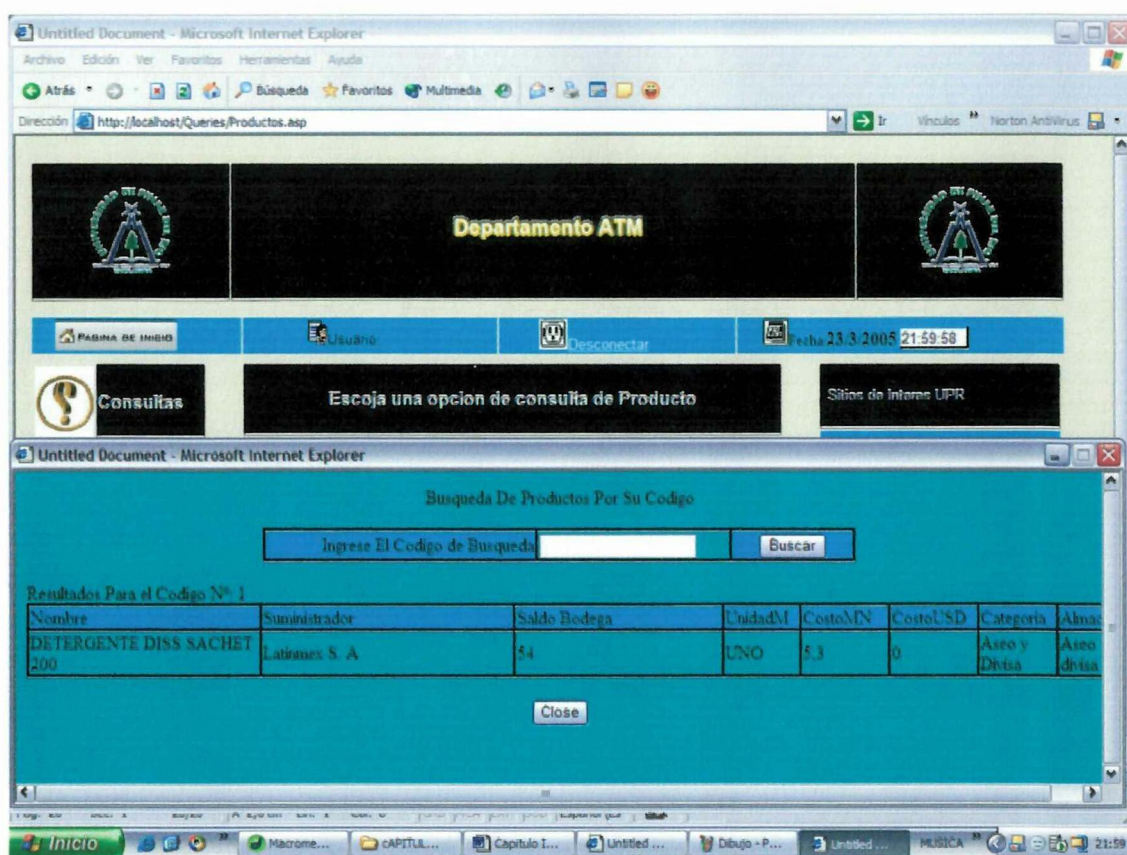 Untitled Document - Microsoft Internet Explorer
Archivo Edición Ver Favoritos Herramientas Ayuda
Atrás Búsqueda Favoritos Multimedia
Dirección http://localhost/Queries/Productos.asp Ir Vínculos » Norton AntiVirus
Departamento ATM
PAGINA DE INICIO Usuario Desconectar Fecha 23/3/2005 21:59:58
Consultas Escoja una opcion de consulta de Producto Sitios de Interes UPR
Untitled Document - Microsoft Internet Explorer
Busqueda De Productos Por Su Codigo
Ingrese El Codigo de Busqueda Buscar
Resultados Para el Codigo Nº: 1
Nombre Suministrador Saldo Bodega UnidadM CostoMN CostoUSD Categoria Almac
DETERGENTE DISS SACHET 200 Latinmex S. A 54 UNO 5.3 0 Aseo y Divisa Aseo divisa
Close
Inicio » Macrome... cAPITUL... Capitulo I... Untitled ... Dibujo - P... Untitled ... MUSICA » 21:59